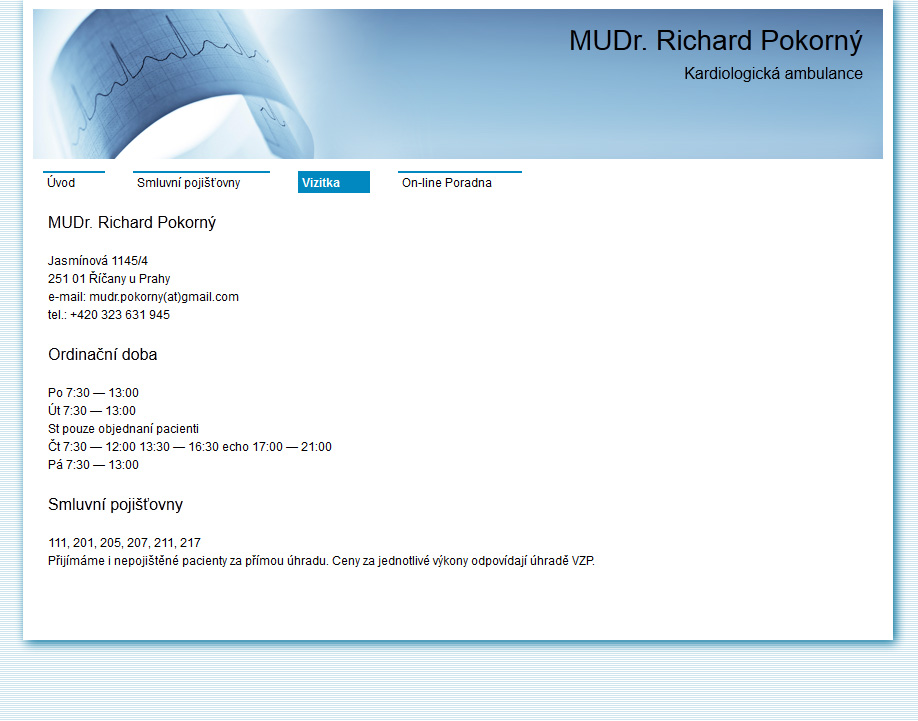 MUDr. Richard Pokorný
Kardiologická ambulance
Úvod
Smluvní pojišťovny
Vizitka
On-line Poradna
MUDr. Richard Pokorný
Jasmínová 1145/4
251 01 Říčany u Prahy
e-mail: mudr.pokorny(at)gmail.com
tel.: +420 323 631 945
Ordinační doba
Po 7:30 — 13:00
Út 7:30 — 13:00
St pouze objednaní pacienti
Čt 7:30 — 12:00 13:30 — 16:30 echo 17:00 — 21:00
Pá 7:30 — 13:00
Smluvní pojišťovny
111, 201, 205, 207, 211, 217
Přijímáme i nepojištěné pacienty za přímou úhradu. Ceny za jednotlivé výkony odpovídají úhradě VZP.